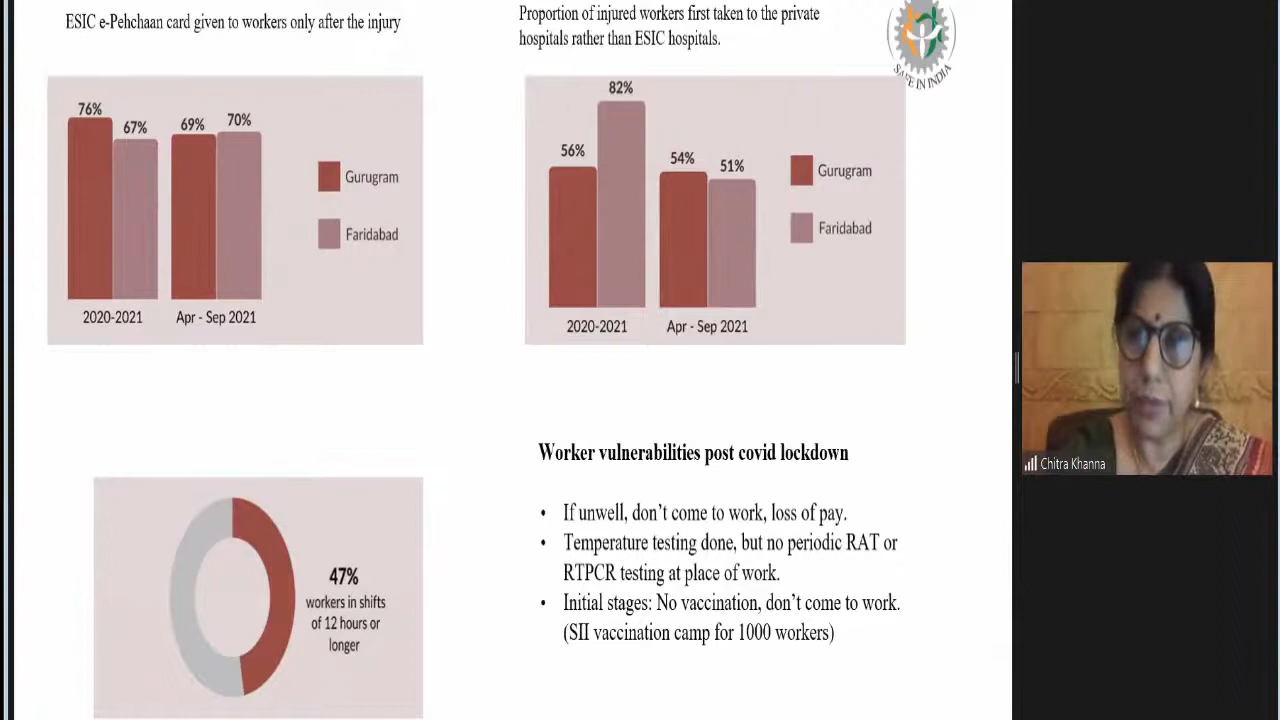 ESIC e-Pehchaan card given to workers only after the injury
76%
67%
69%
70%
Gurugram
Faridabad
2020-2021
Apr - Sep 2021
Proportion of injured workers first taken to the private
hospitals rather than ESIC hospitals.
SAFE IN INDIA
56%
82%
54%
51%
Gurugram
Faridabad
2020-2021
Apr - Sep 2021
47%
workers in shifts
of 12 hours or
longer
Worker vulnerabilities post covid lockdown
• If unwell, don’t come to work, loss of pay.
• Temperature testing done, but no periodic RAT or
RTPCR testing at place of work.
• Initial stages: No vaccination, don’t come to work.
(SII vaccination camp for 1000 workers)
Chitra Khanna